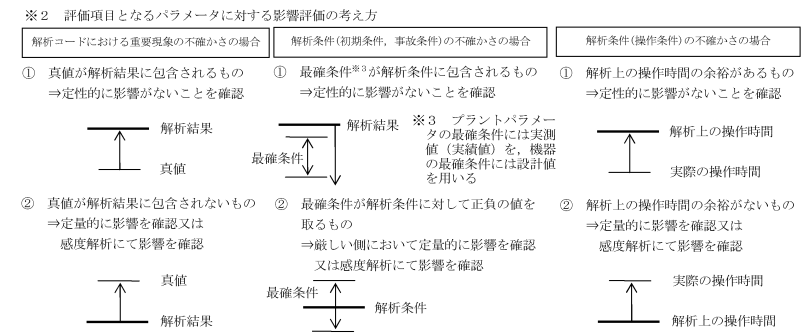 ※２　評価項目となるパラメータに対する影響評価の考え方
解析コードにおける重要現象の不確かさの場合
①　真値が解析結果に包含されるもの
⇒定性的に影響がないことを確認
解析結果
真値
②　真値が解析結果に包含されないもの
⇒定量的に影響を確認又は
感度解析にて影響を確認
真値
解析結果
解析条件(初期条件，事故条件)の不確かさの場合
①　最確条件※３が解析条件に包含されるもの
⇒定性的に影響がないことを確認
解析結果
最確条件
※３　プラントパラメー
タの最確条件には実測
値（実績値）を，機器
の最確条件には設計値
を用いる
②　最確条件が解析条件に対して正負の値を
取るもの
⇒厳しい側において定量的に影響を確認
又は感度解析にて影響を確認
最確条件
解析条件
解析条件(操作条件)の不確かさの場合
①　解析上の操作時間の余裕があるもの
⇒定性的に影響がないことを確認
解析上の操作時間
実際の操作時間
②　解析上の操作時間の余裕がないもの
⇒定量的に影響を確認又は
感度解析にて影響を確認
実際の操作時間
解析上の操作時間